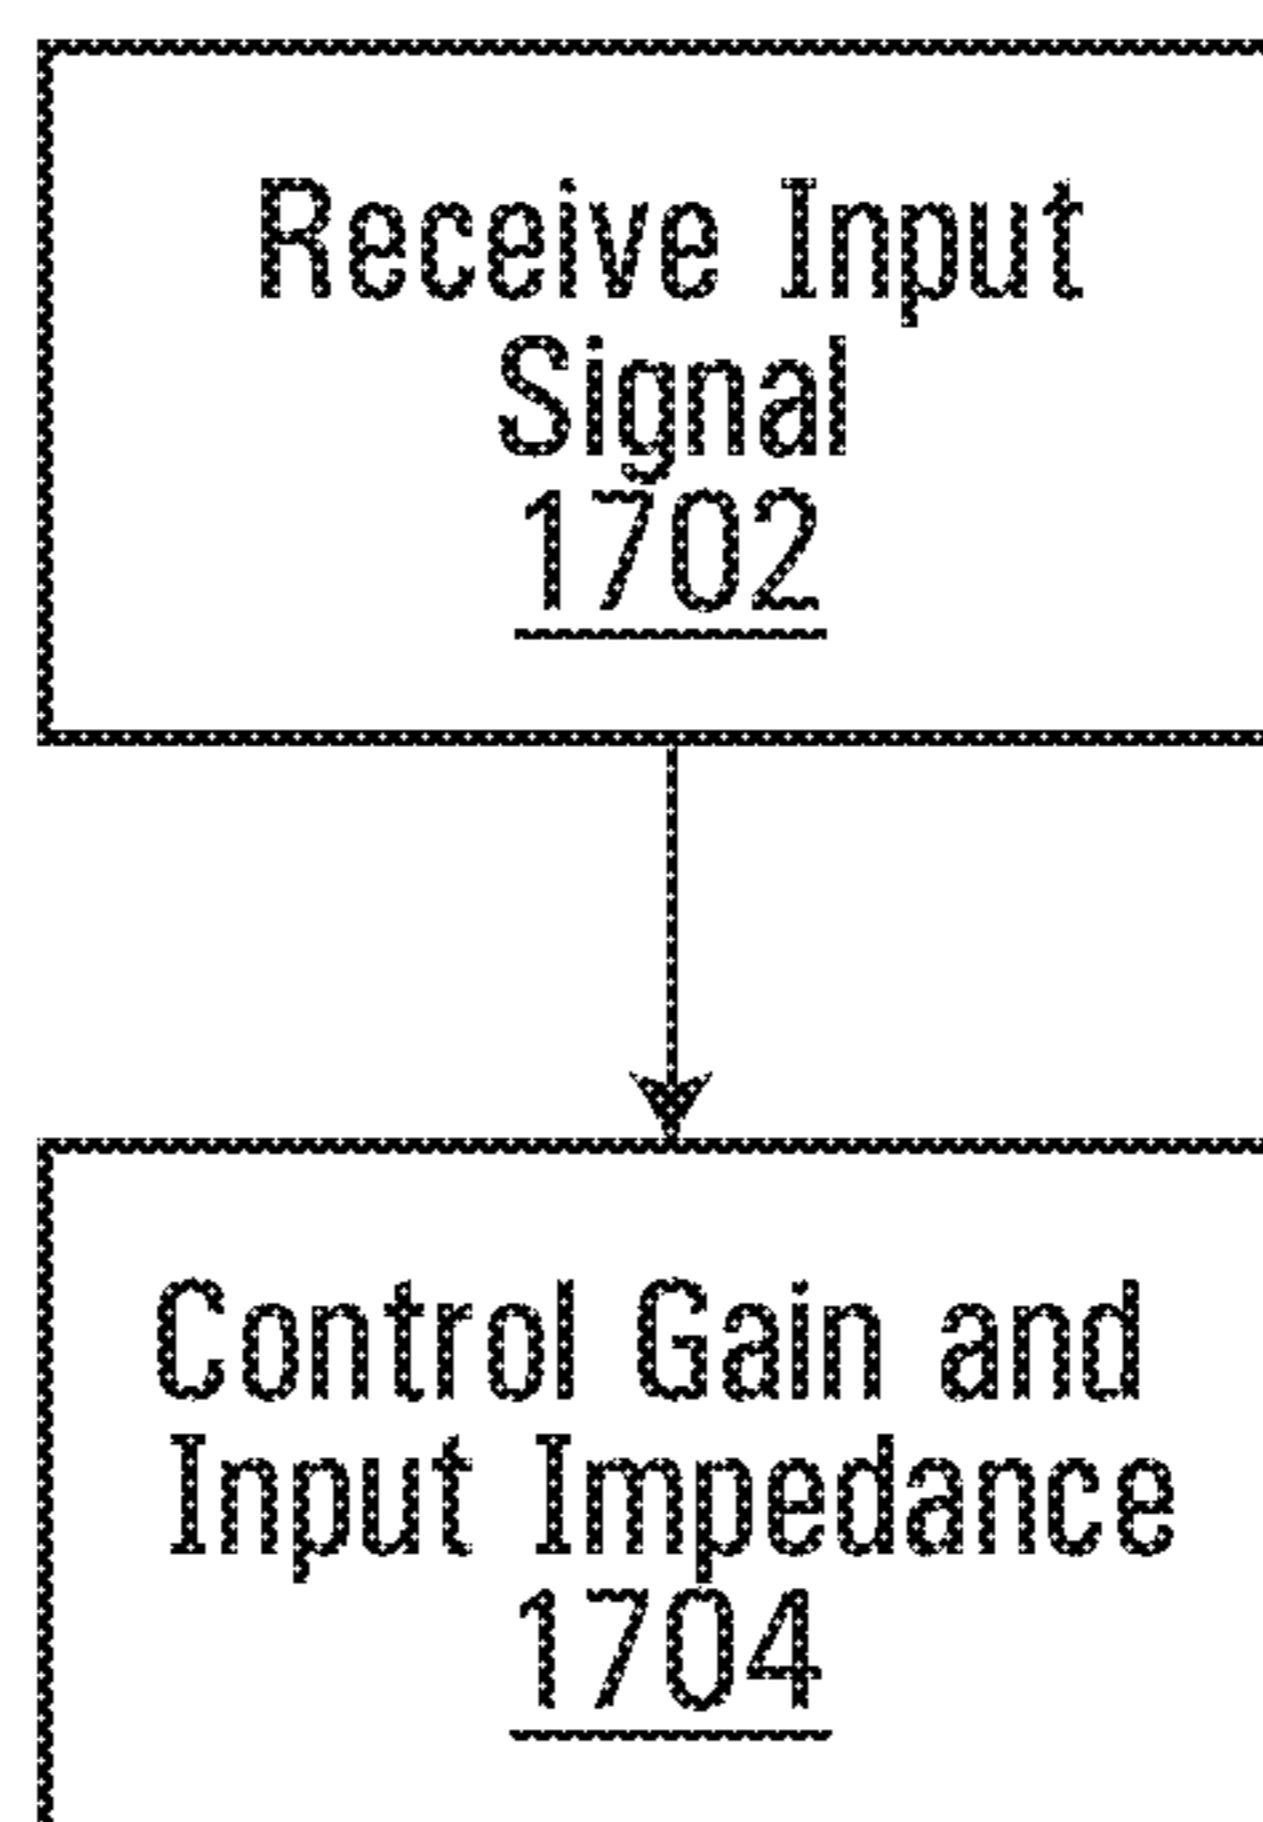 Receive Input
Signal
1702
Control Gain and
Input Impedance
1704